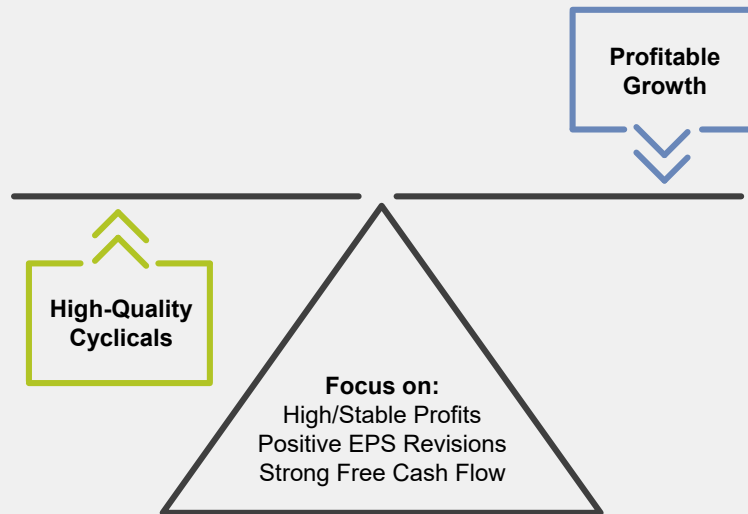 Profitable
Growth
High-Quality
Cyclicals
Focus on:
High/Stable Profits
Positive EPS Revisions
Strong Free Cash Flow